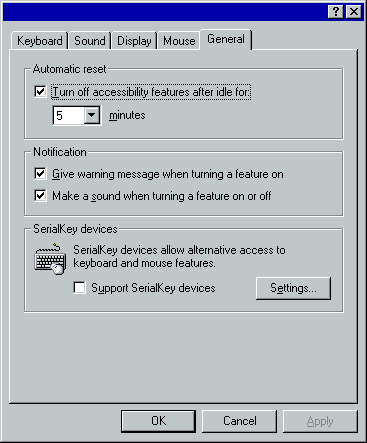 Keyboard Sound Display Mouse General
Automatic reset
Turn off accessibility features after idle for:
5 minutes
Notification
Give warning message when turning a feature on
Make a sound when turning a feature on or off
SerialKey devices
SerialKey devices allow alternative access to
keyboard and mouse features.
Support SerialKey devices Settings...
OK Cancel Apply